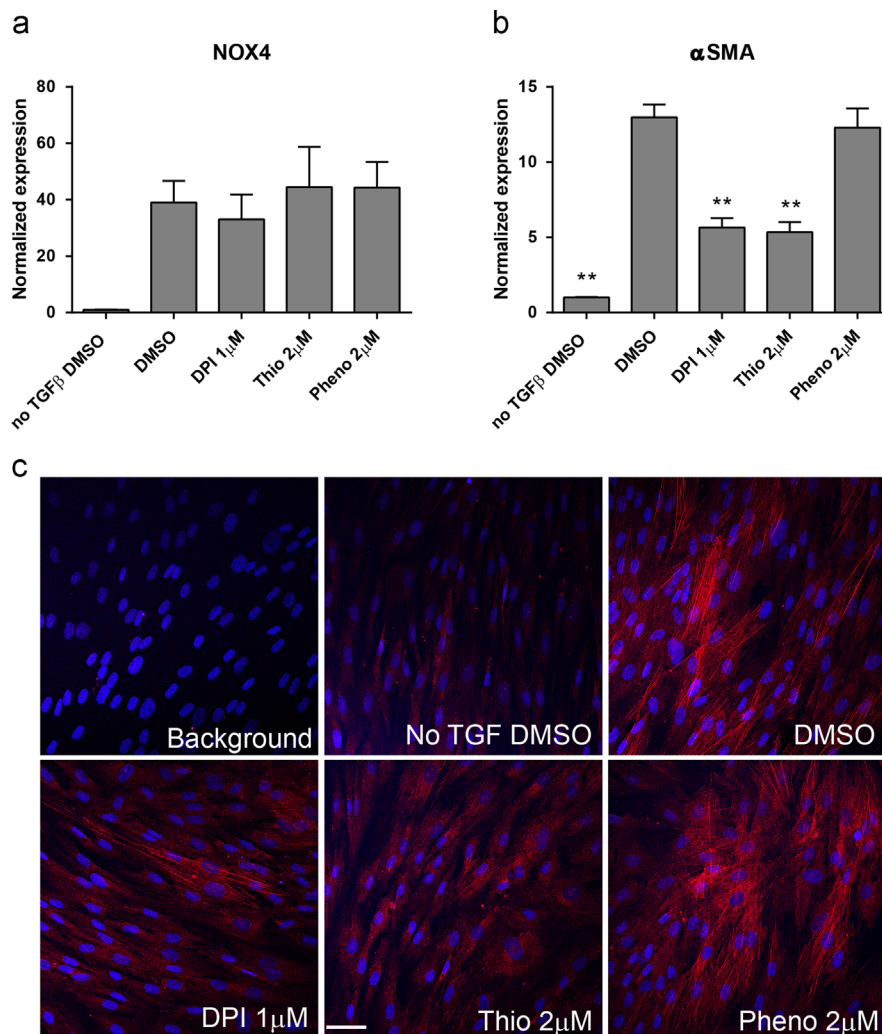 a
NOX4
Normalized expression
80
60
40
20
0
no TGFβ DMSO
DMSO
DPI 1μM
Thio 2μM
Pheno 2μM
b
αSMA
Normalized expression
15
10
5
0
**
**
**
no TGFβ DMSO
DMSO
DPI 1μM
Thio 2μM
Pheno 2μM
c
Background
No TGF DMSO
DMSO
DPI 1μM
Thio 2μM
Pheno 2μM